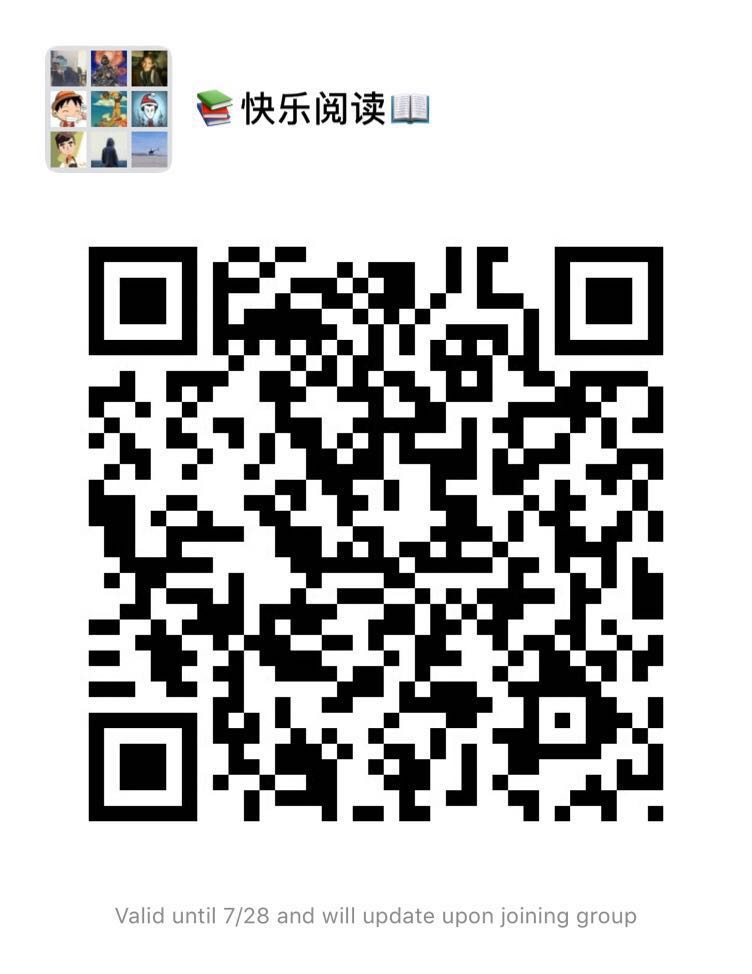 📚快乐阅读📖
Valid until 7/28 and will update upon joining group